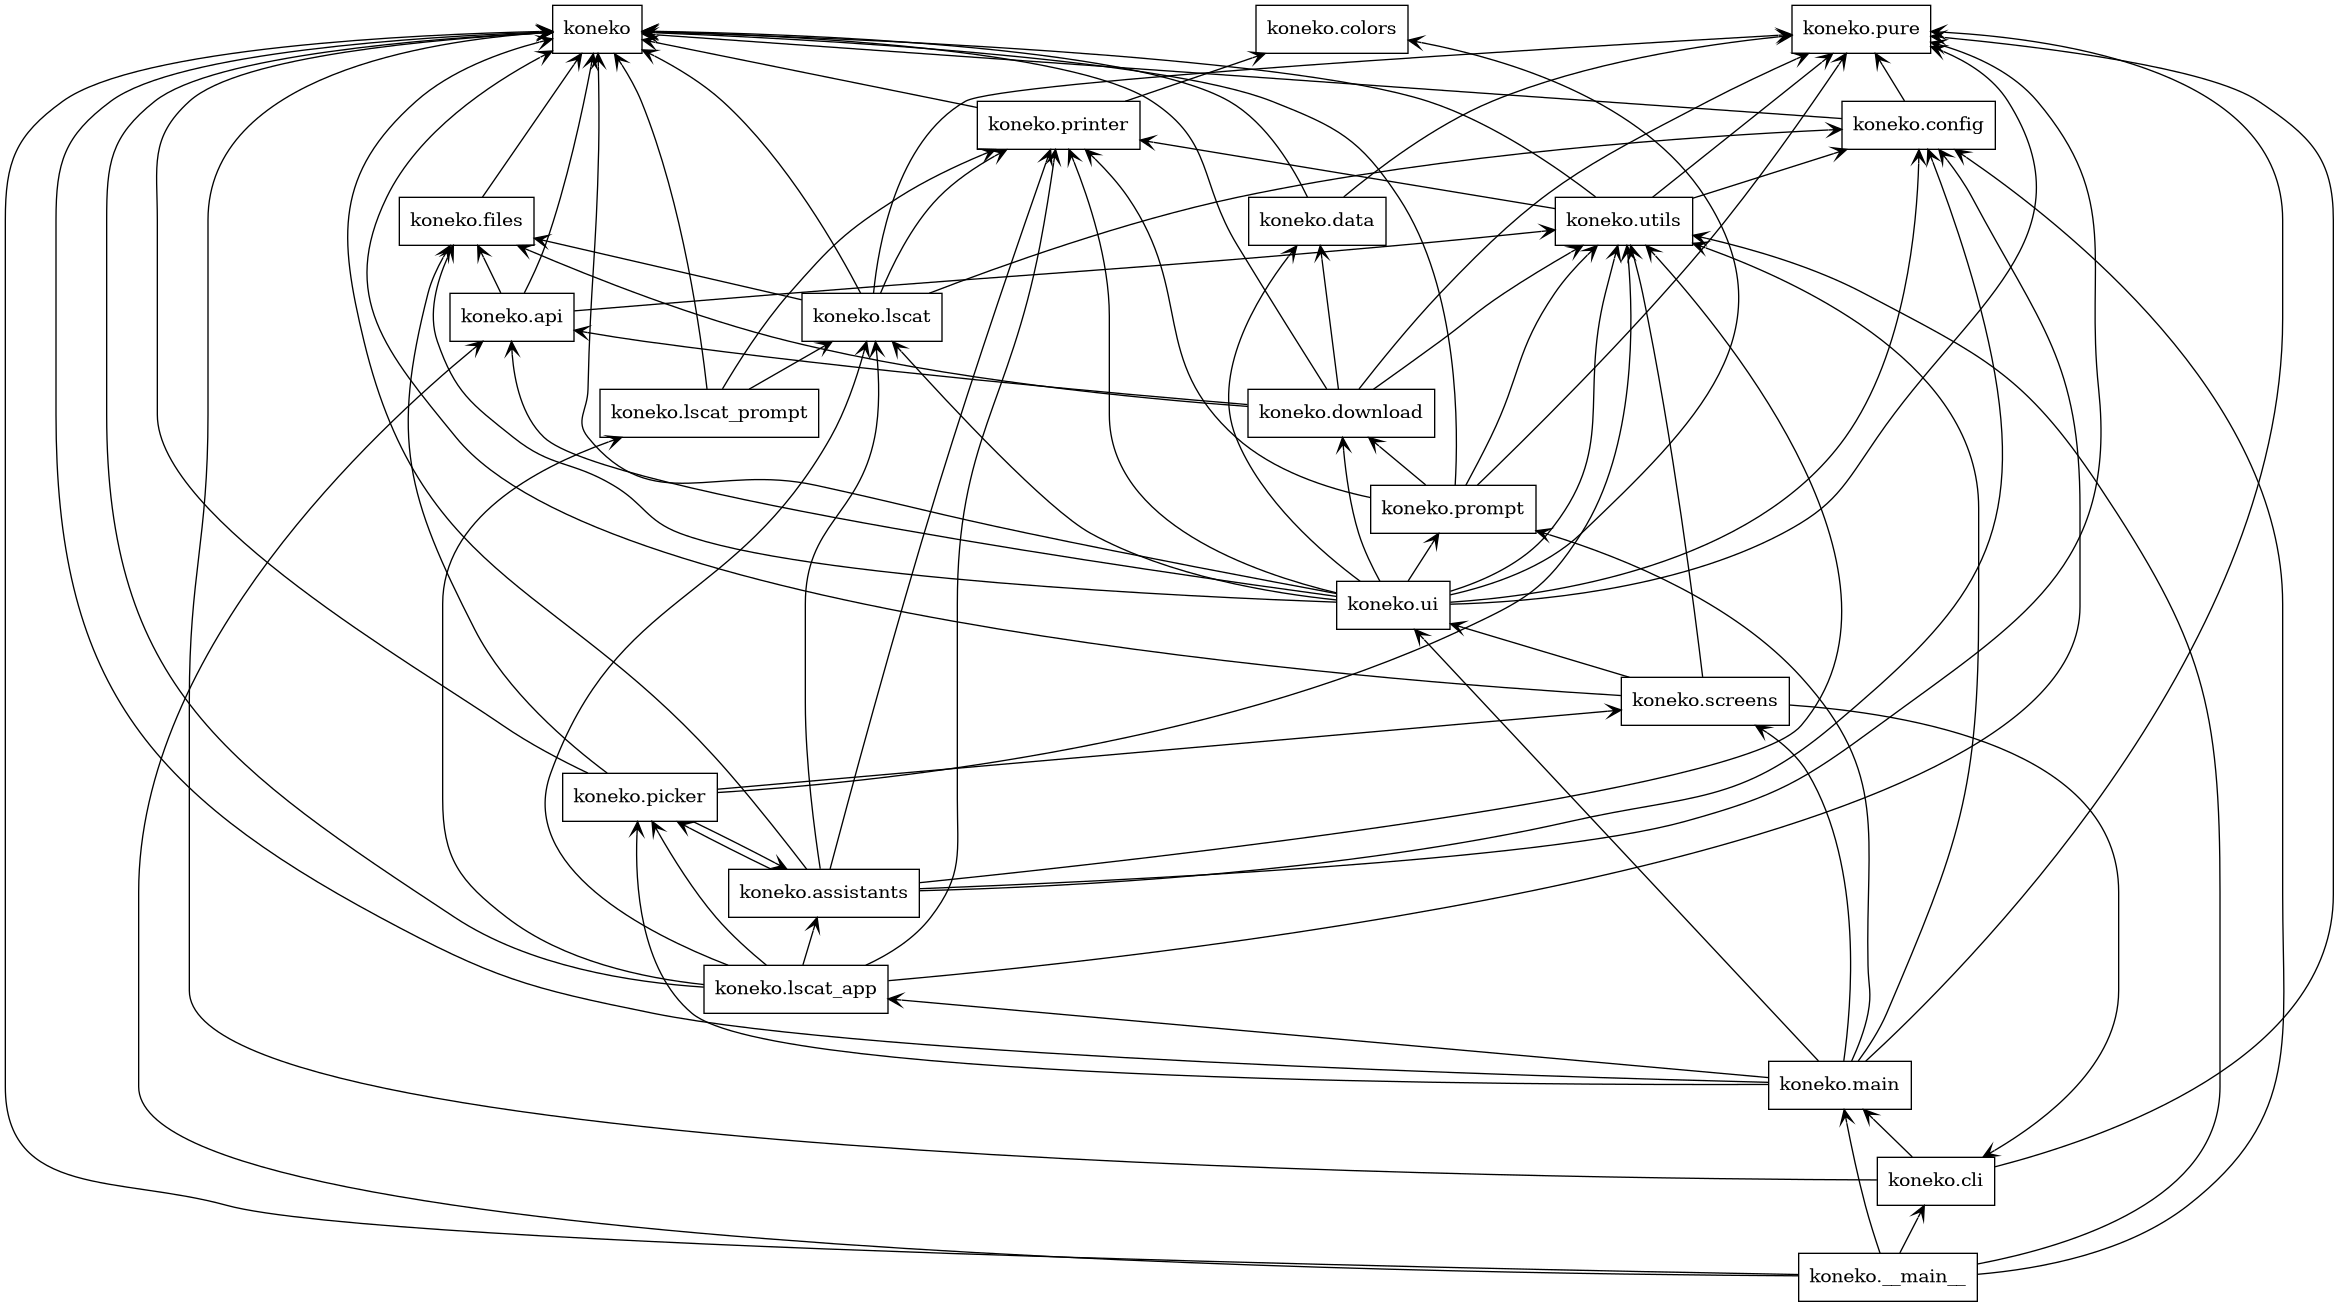 koneko
koneko.colors
koneko.pure
koneko.printer
koneko.config
koneko.files
koneko.data
koneko.utils
koneko.api
koneko.lscat
koneko.lscat_prompt
koneko.download
koneko.prompt
koneko.ui
koneko.screens
koneko.picker
koneko.assistants
koneko.lscat_app
koneko.main
koneko.cli
koneko.__main__